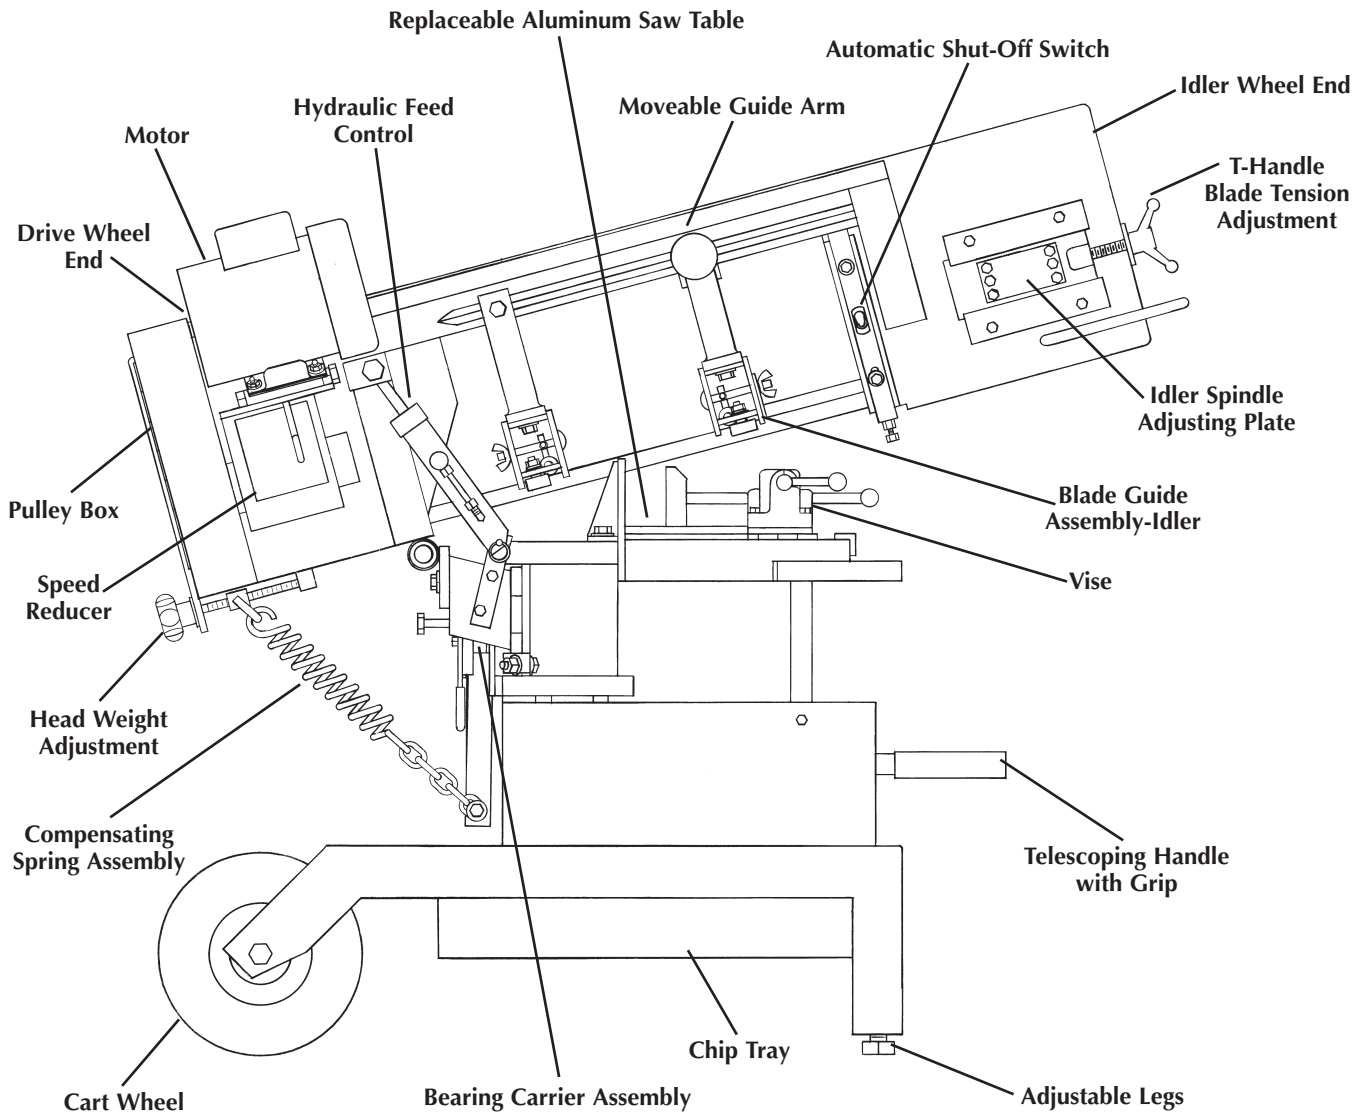 Replaceable Aluminum Saw Table
Automatic Shut-Off Switch
Idler Wheel End
Hydraulic Feed
Control
Moveable Guide Arm
Motor
T-Handle
Blade Tension
Adjustment
Drive Wheel
End
Idler Spindle
Adjusting Plate
Pulley Box
Blade Guide
Assembly-Idler
Speed
Reducer
Vise
Head Weight
Adjustment
Compensating
Spring Assembly
Telescoping Handle
with Grip
Chip Tray
Cart Wheel
Bearing Carrier Assembly
Adjustable Legs